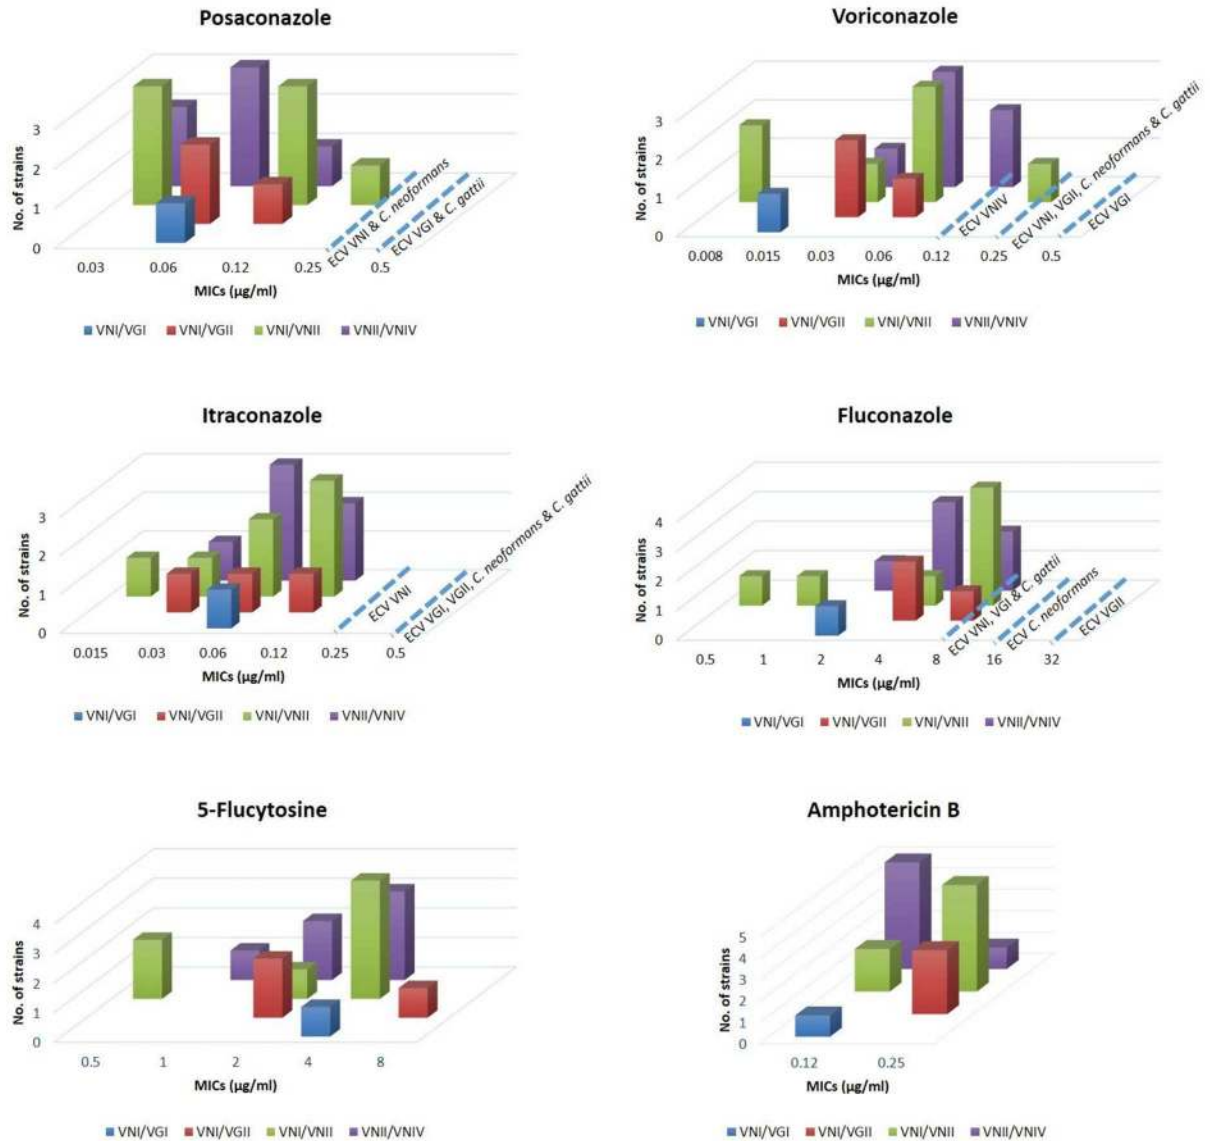 Posaconazole
No. of strains
3
2
1
0
0.03 0.06 0.12 0.25 0.5
ECV VNI & C. neoformans
ECV VGI & C. gattii
MICs (µg/ml)
VNI/VGI VNI/VGII VNI/VNII VNII/VNIV
Voriconazole
No. of strains
3
2
1
0
0.008 0.015 0.03 0.06 0.12 0.25 0.5
ECV VNIV
ECV VNI, VGII, C. neoformans & C. gattii
ECV VGI
MICs (µg/ml)
VNI/VGI VNI/VGII VNI/VNII VNII/VNIV
Itraconazole
No. of strains
3
2
1
0
0.015 0.03 0.06 0.12 0.25 0.5
ECV VNI
ECV VGI, VGII, C. neoformans & C. gattii
MICs (µg/ml)
VNI/VGI VNI/VGII VNI/VNII VNII/VNIV
Fluconazole
No. of strains
4
3
2
1
0
0.5 1 2 4 8 16 32
ECV VNI, VGI & C. gattii
ECV C. neoformans
ECV VGII
MICs (µg/ml)
VNI/VGI VNI/VGII VNI/VNII VNII/VNIV
5-Flucytosine
No. of strains
4
3
2
1
0
0.5 1 2 4 8
MICs (µg/ml)
VNI/VGI VNI/VGII VNI/VNII VNII/VNIV
Amphotericin B
No. of strains
5
4
3
2
1
0
0.12 0.25
MICs (µg/ml)
VNI/VGI VNI/VGII VNI/VNII VNII/VNIV